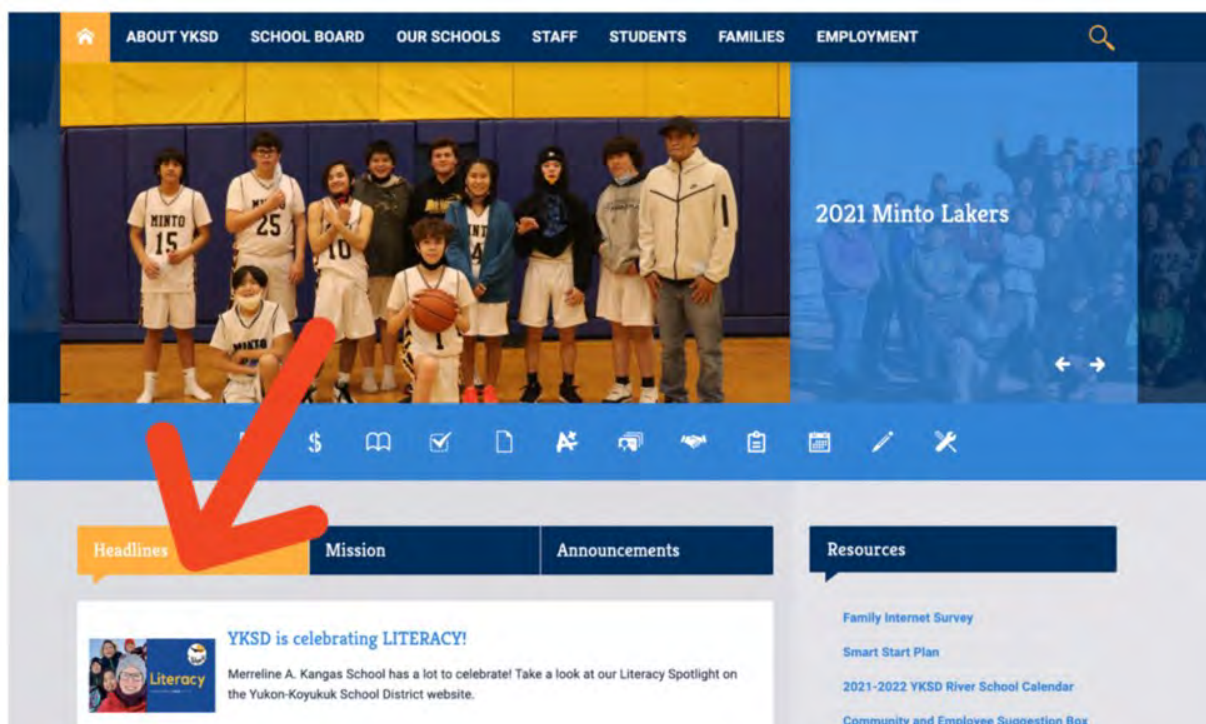 ABOUT YKSD SCHOOL BOARD OUR SCHOOLS STAFF STUDENTS FAMILIES EMPLOYMENT
MINTO
15
25
MINTO
10
4
MINTO
1
2021 Minto Lakers
$
Headlines
Mission
Announcements
Resources
Literacy
YKSD is celebrating LITERACY!
Merreline A. Kangas School has a lot to celebrate! Take a look at our Literacy Spotlight on
the Yukon-Koyukuk School District website.
Family Internet Survey
Smart Start Plan
2021-2022 YKSD River School Calendar
Community and Employee Suggestion Box